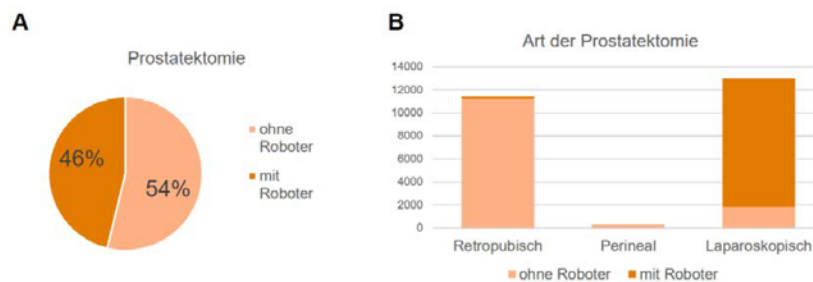 A
Prostatektomie
46%
54%
ohne
Roboter
mit
Roboter
B
Art der Prostatektomie
14000
12000
10000
8000
6000
4000
2000
0
Retropubisch Perineal Laparoskopisch
ohne Roboter mit Roboter